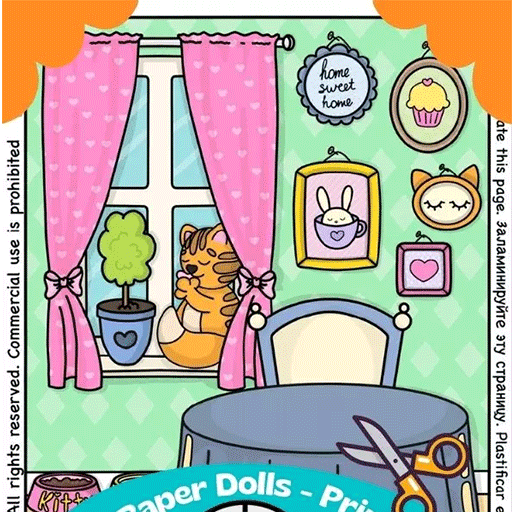 All rights reserved. Commercial use is prohibited
home
sweet
home
ate this page. Заламинируйте эту страницу. Plastificar e
Kitty
Paper Dolls - Pri